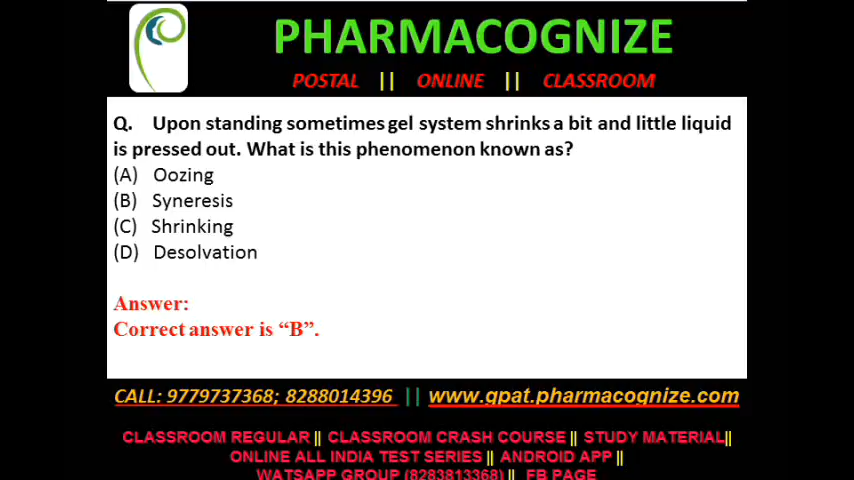 PHARMACOGNIZE
POSTAL || ONLINE || CLASSROOM
Q. Upon standing sometimes gel system shrinks a bit and little liquid
is pressed out. What is this phenomenon known as?
(A) Oozing
(B) Syneresis
(C) Shrinking
(D) Desolvation
Answer:
Correct answer is “B”.
CALL: 9779737368; 8288014396 || www.gpat.pharmacognize.com
CLASSROOM REGULAR || CLASSROOM CRASH COURSE || STUDY MATERIAL||
ONLINE ALL INDIA TEST SERIES || ANDROID APP ||
WATSAPP GROUP (8283813368) || FB PAGE